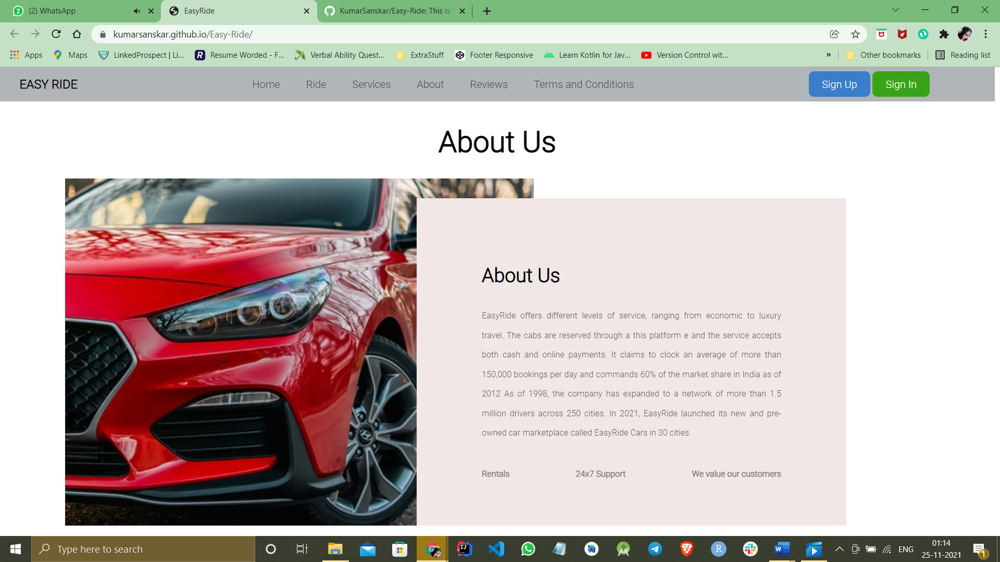 (2) WhatsApp
EasyRide
KumarSanskar/Easy-Ride: This is
kumarsanskar.github.io/Easy-Ride/
Apps
Maps
LinkedProspect | Li...
Resume Worded - F...
Verbal Ability Quest...
ExtraStuff
Footer Responsive
Learn Kotlin for Jav...
Version Control wit...
»
Other bookmarks
Reading list
EASY RIDE
Home
Ride
Services
About
Reviews
Terms and Conditions
Sign Up
Sign In
About Us
About Us
EasyRide offers different levels of service, ranging from economic to luxury
travel. The cabs are reserved through a this platform e and the service accepts
both cash and online payments. It claims to clock an average of more than
150,000 bookings per day and commands 60% of the market share in India as of
2012 As of 1998, the company has expanded to a network of more than 1.5
million drivers across 250 cities. In 2021, EasyRide launched its new and pre-
owned car marketplace called EasyRide Cars in 30 cities.
Rentals
24x7 Support
We value our customers
Type here to search
ENG
01:14
25-11-2021
1